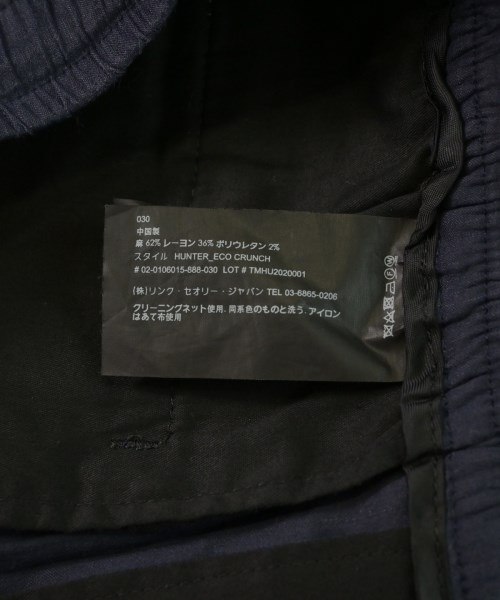 030
中国製
麻 62% レーヨン 36% ポリウレタン 2%
スタイル HUNTER_ECO CRUNCH
# 02-0106015-888-030 LOT # TMHU2020001
(株)リンク・セオリー・ジャパン TEL 03-6865-0206
クリーニングネット使用. 同系色のものと洗う. アイロン
はあて布使用